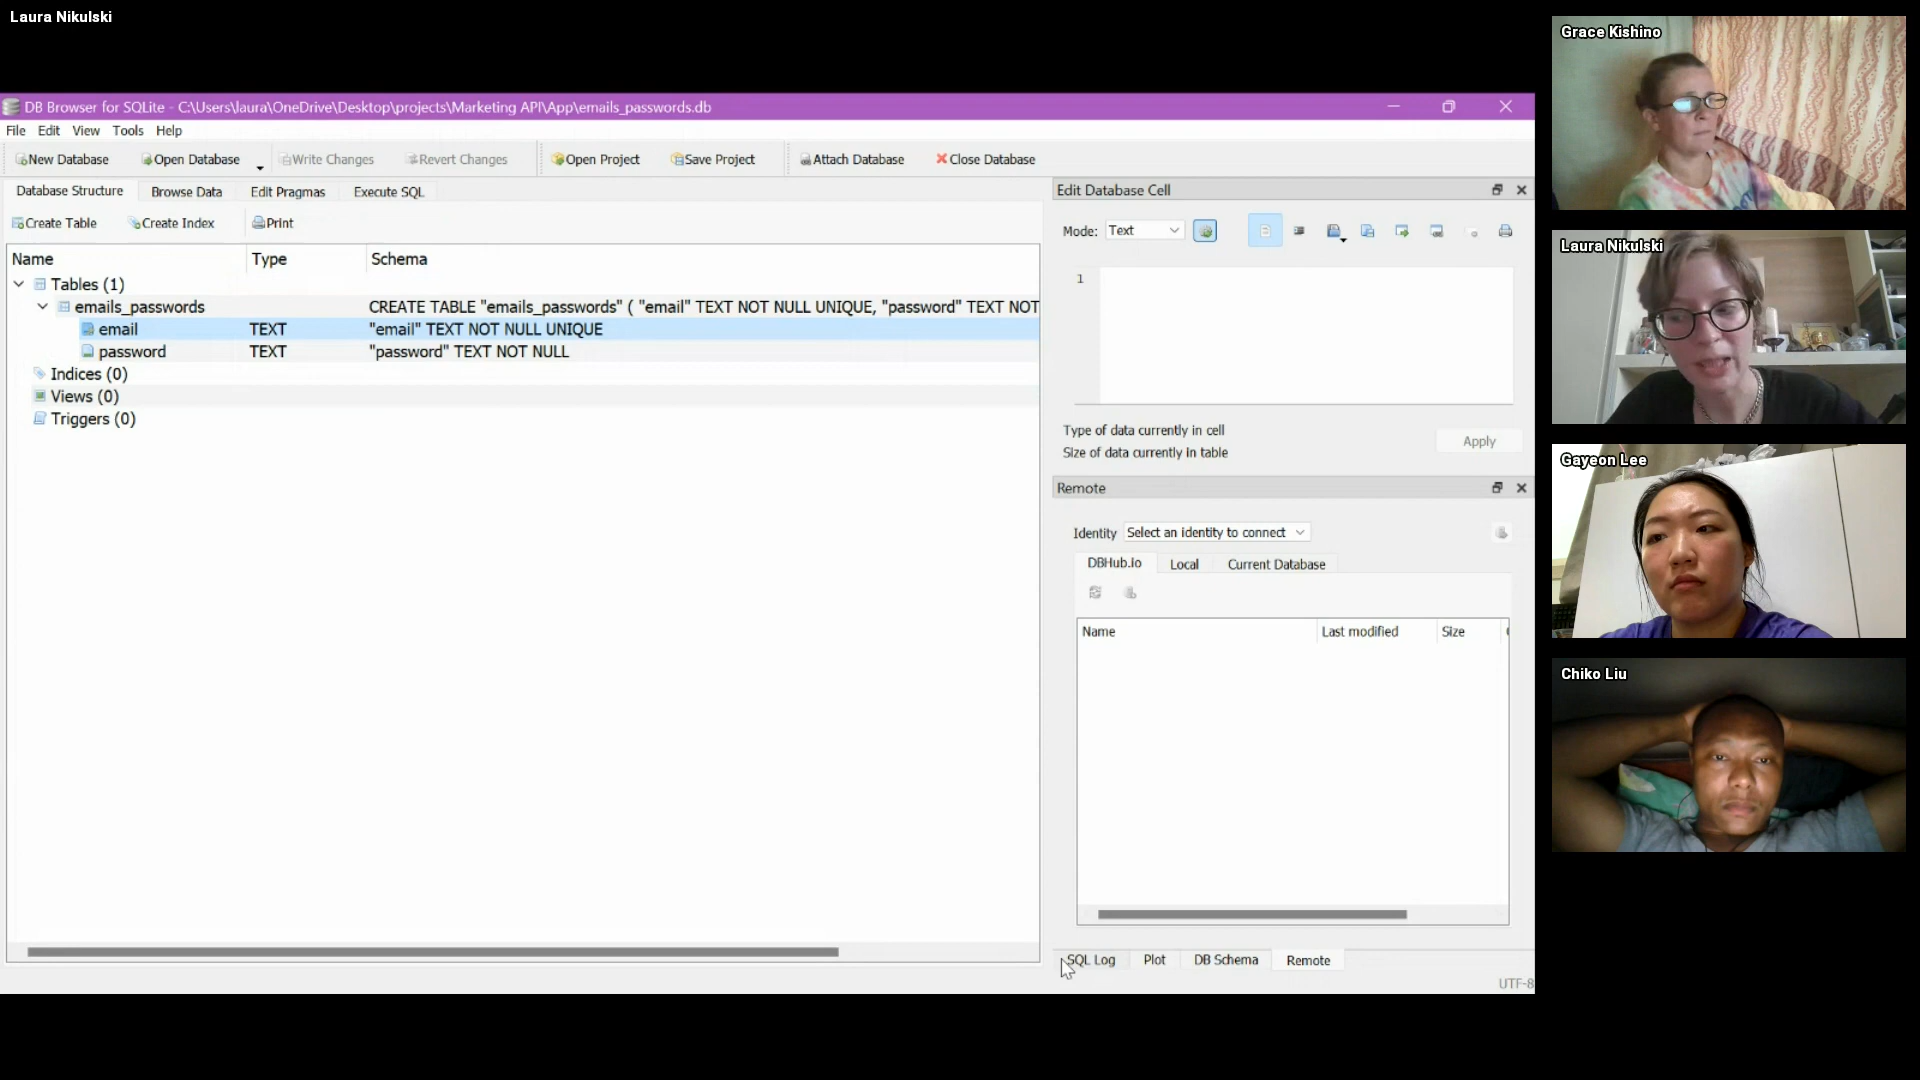 Laura Nikulski
DB Browser for SQLite - C:\Users\laura\OneDrive\Desktop\projects\Marketing API\App\emails_passwords.db
File Edit View Tools Help
New Database Open Database Write Changes Revert Changes Open Project Save Project Attach Database Close Database
Database Structure Browse Data Edit Pragmas Execute SQL
Create Table Create Index Print
Name Type Schema
Tables (1)
emails_passwords CREATE TABLE "emails_passwords" ( "email" TEXT NOT NULL UNIQUE, "password" TEXT NOT
email TEXT "email" TEXT NOT NULL UNIQUE
password TEXT "password" TEXT NOT NULL
Indices (0)
Views (0)
Triggers (0)
Edit Database Cell
Mode: Text
1
Type of data currently in cell
Size of data currently in table
Apply
Remote
Identity Select an identity to connect
DBHub.io Local Current Database
Name Last modified Size
SQL Log Plot DB Schema Remote
UTF-8
Grace Kishino
Laura Nikulski
Gayeon Lee
Chiko Liu